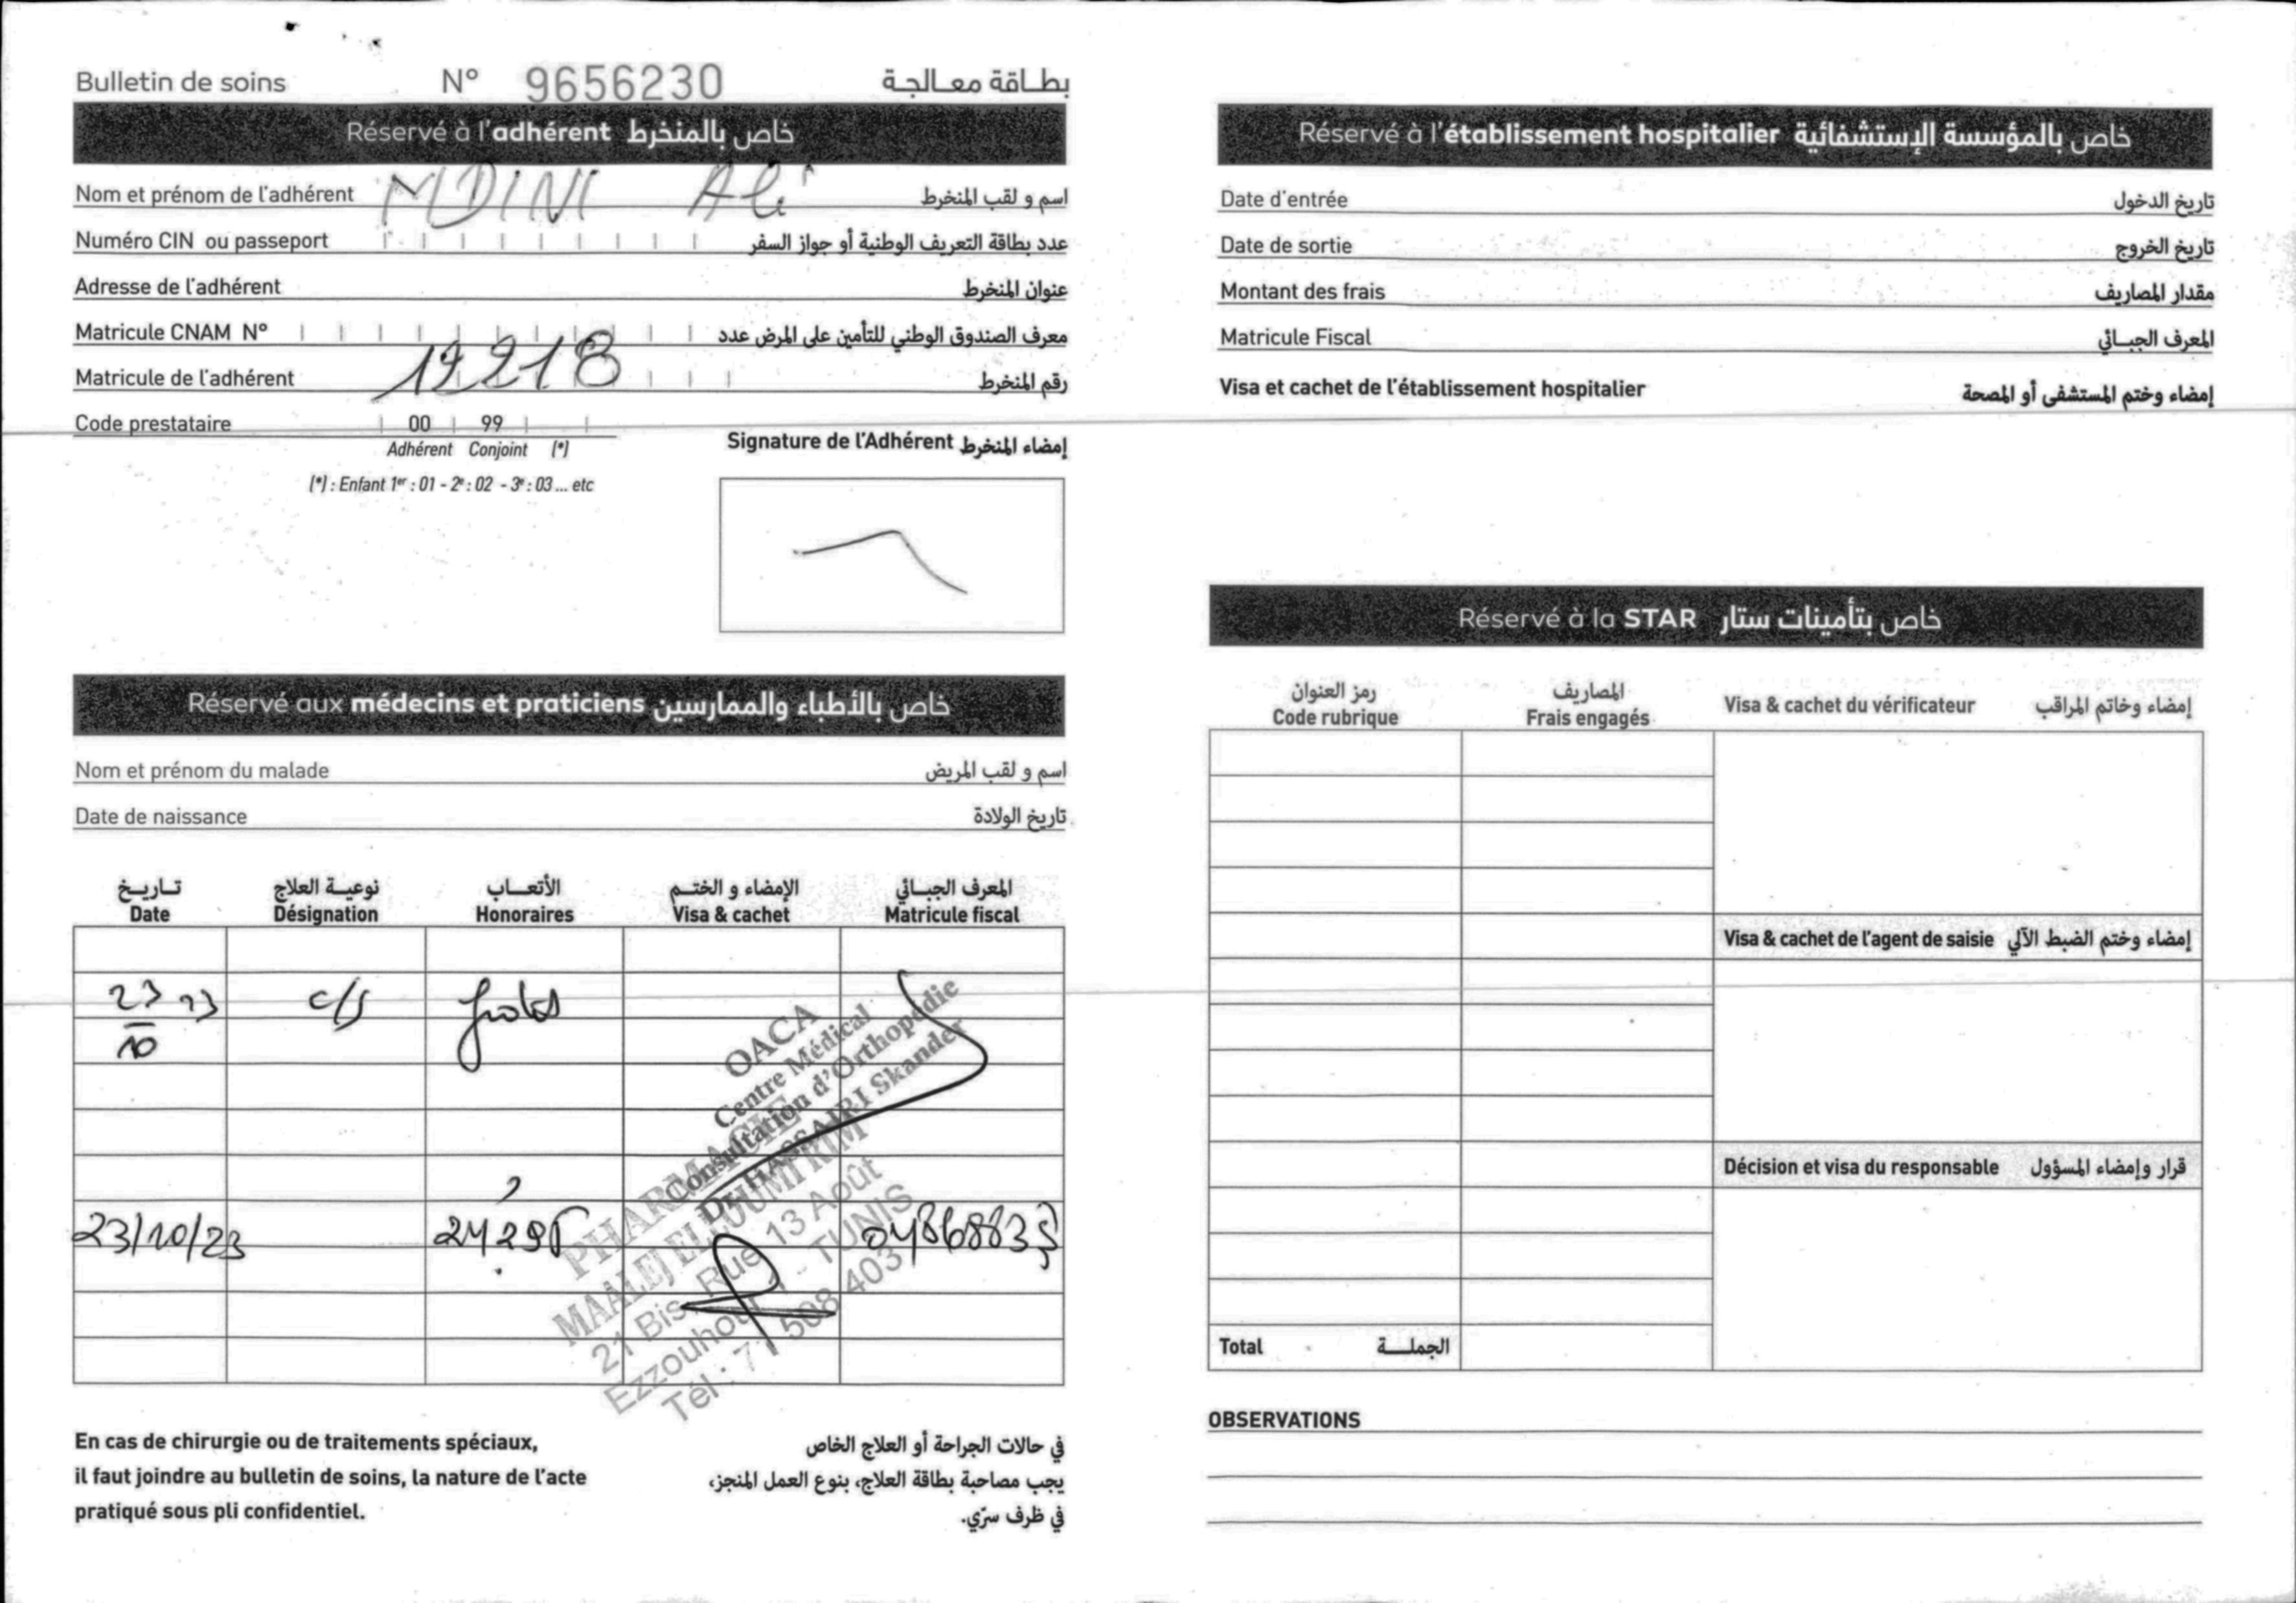 Bulletin de soins N° 9656230 بطاقة معالجة
Réservé à l'adhérent خاص بالمنخرط
Nom et prénom de l'adhérent MDINI Ali اسم و لقب المنخرط
Numéro CIN ou passeport عدد بطاقة التعريف الوطنية أو جواز السفر
Adresse de l'adhérent عنوان المنخرط
Matricule CNAM N° معرف الصندوق الوطني للتأمين على المرض عدد
Matricule de l'adhérent 19218 رقم المنخرط
Code prestataire 00 99
Adhérent Conjoint (*)
(*) : Enfant 1er : 01 - 2e : 02 - 3e : 03 ... etc
Signature de l'Adhérent إمضاء المنخرط
Réservé aux médecins et praticiens خاص بالأطباء والممارسين
Nom et prénom du malade اسم و لقب المريض
Date de naissance تاريخ الولادة
تاريخ نوعية العلاج الأتعاب الإمضاء و الختم المعرف الجبائي
Date Désignation Honoraires Visa & cachet Matricule fiscal
23 23 c/s
10
OACA
Centre Médical
Consultation d'Orthopédie
Dr HASSAIRI Skander
23/10/23
PHARMACIE
MAALEJ ELLOUMI RIM
21 Bis, Rue 13 Août
Ezzouhour - TUNIS
Tél : 71 508 403
En cas de chirurgie ou de traitements spéciaux,
il faut joindre au bulletin de soins, la nature de l'acte
pratiqué sous pli confidentiel.
في حالات الجراحة أو العلاج الخاص
يجب مصاحبة بطاقة العلاج، بنوع العمل المنجز،
في ظرف سرّي.
Réservé à l'établissement hospitalier خاص بالمؤسسة الإستشفائية
Date d'entrée تاريخ الدخول
Date de sortie تاريخ الخروج
Montant des frais مقدار المصاريف
Matricule Fiscal المعرف الجبائي
Visa et cachet de l'établissement hospitalier إمضاء وختم المستشفى أو المصحة
Réservé à la STAR خاص بتأمينات ستار
رمز العنوان المصاريف
Code rubrique Frais engagés Visa & cachet du vérificateur إمضاء وخاتم المراقب
Visa & cachet de l'agent de saisie إمضاء وختم الضبط الآلي
Décision et visa du responsable قرار وإمضاء المسؤول
Total الجملة
OBSERVATIONS